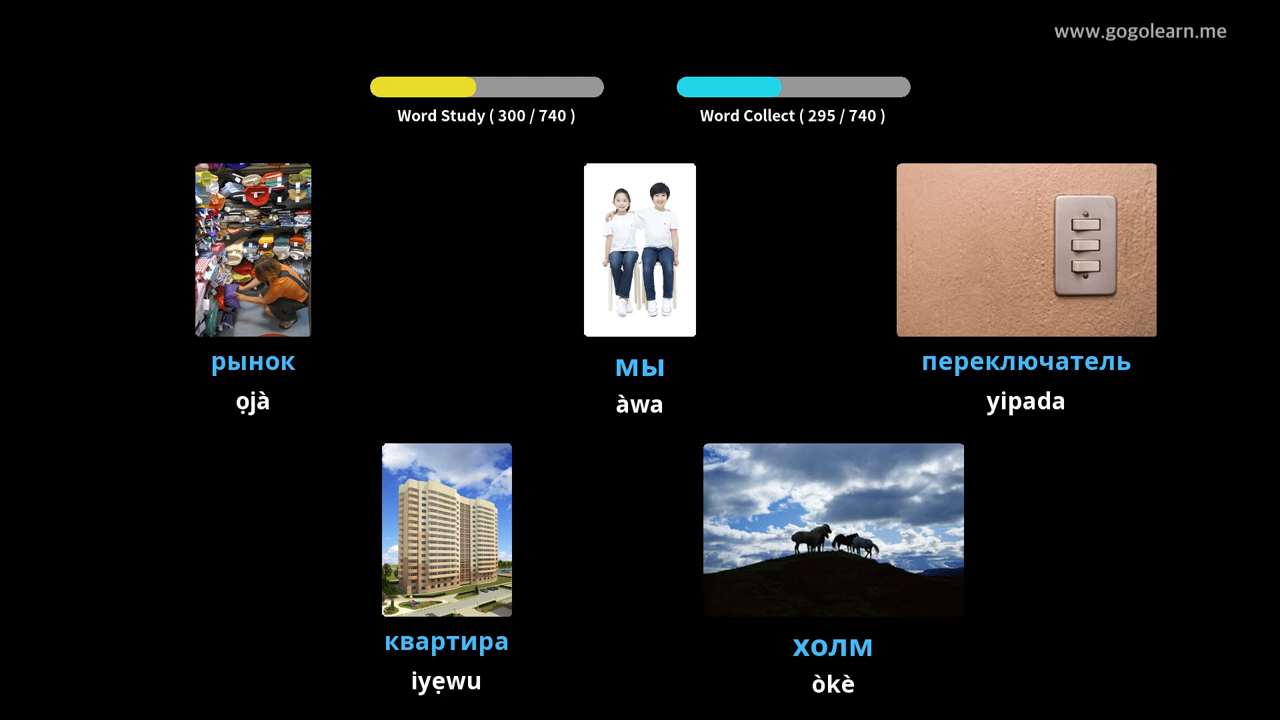 www.gogolearn.me
Word Study ( 300 / 740 )
Word Collect ( 295 / 740 )
рынок
ọjà
мы
àwa
переключатель
yipada
квартира
iyẹwu
холм
òkè